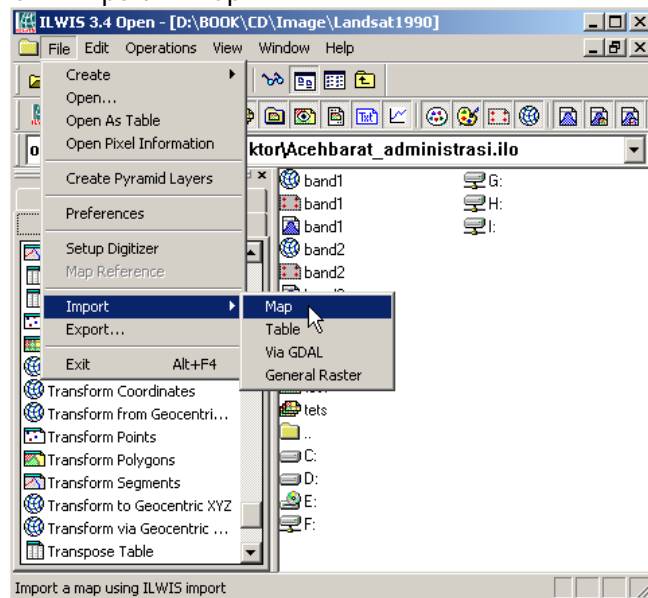 ILWIS 3.4 Open - [D:\BOOK\CD\Image\Landsat1990]
File Edit Operations View Window Help
Create
Open...
Open As Table
Open Pixel Information
Create Pyramid Layers
Preferences
Setup Digitizer
Map Reference
Import
Export...
Exit Alt+F4
Map
Table
Via GDAL
General Raster
Txt
ktor\Acehbarat_administrasi.ilo
band1
band1
band1
band2
band2
tets
..
C:
D:
E:
F:
G:
H:
I:
Transform Coordinates
Transform from Geocentri...
Transform Points
Transform Polygons
Transform Segments
Transform to Geocentric XYZ
Transform via Geocentric ...
Transpose Table
Import a map using ILWIS import